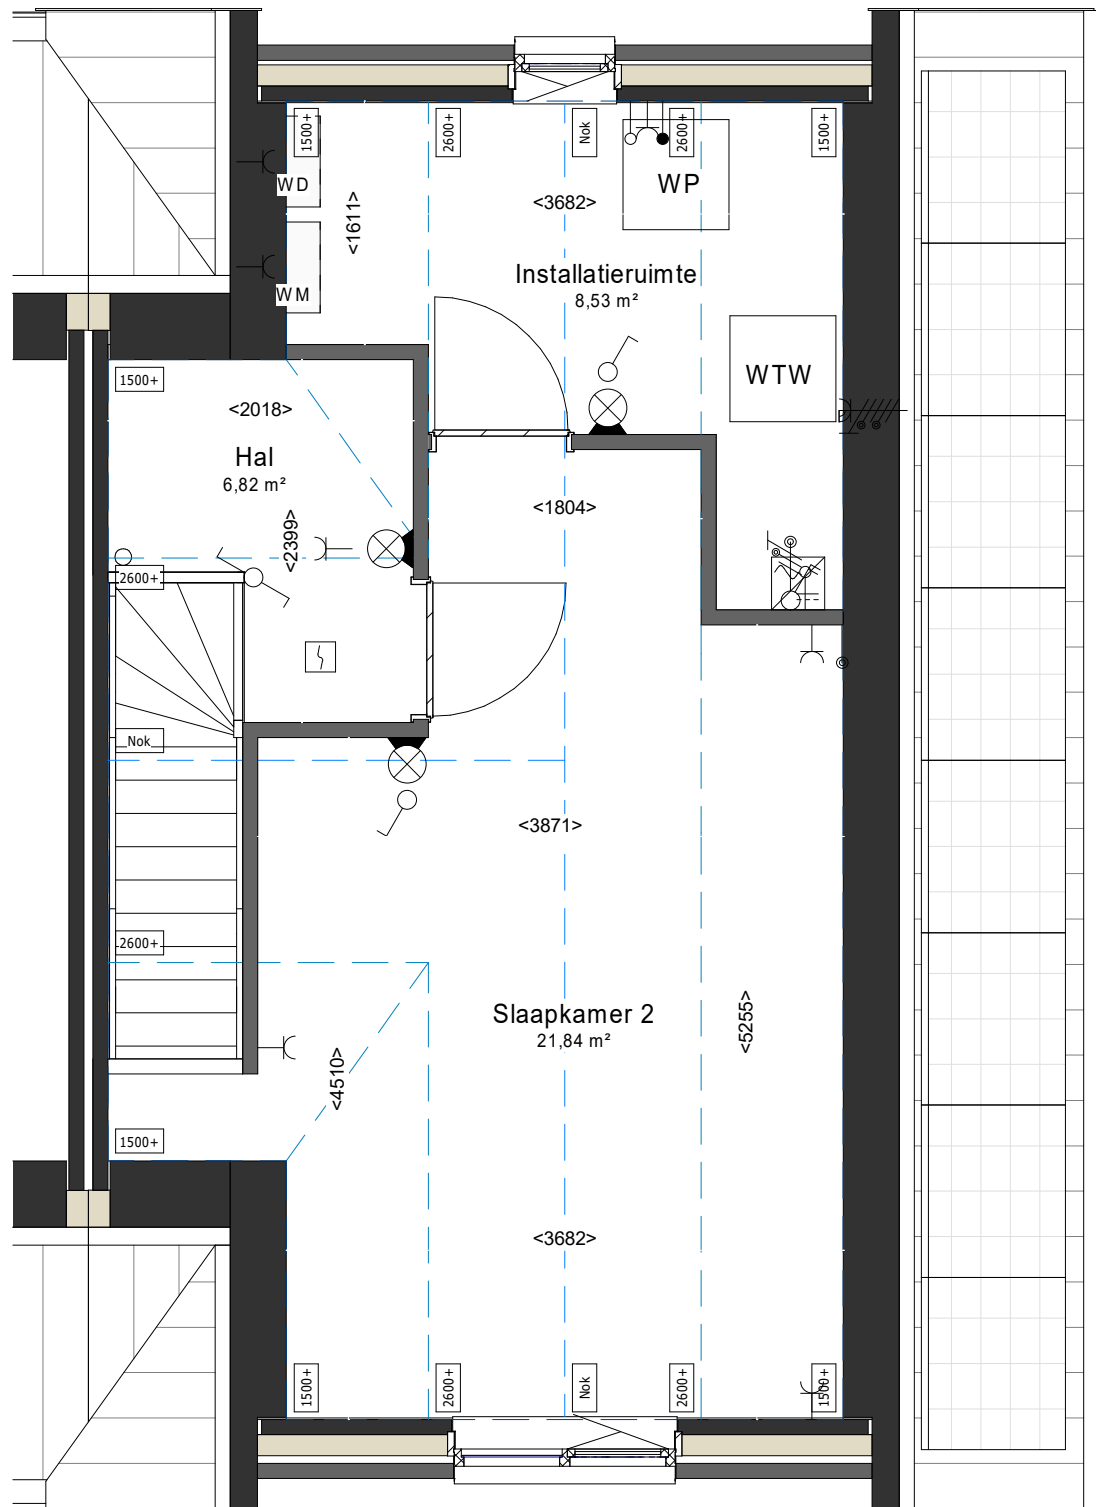 1500+
2600+
Nok
2600+
1500+
WD
WP
<1611>
<3682>
Installatieruimte
8,53 m²
WM
1500+
WTW
<2018>
Hal
6,82 m²
<1804>
<2399>
2600+
Nok
<3871>
2600+
Slaapkamer 2
21,84 m²
<5255>
<4510>
1500+
<3682>
1500+
2600+
Nok
2600+
1500+